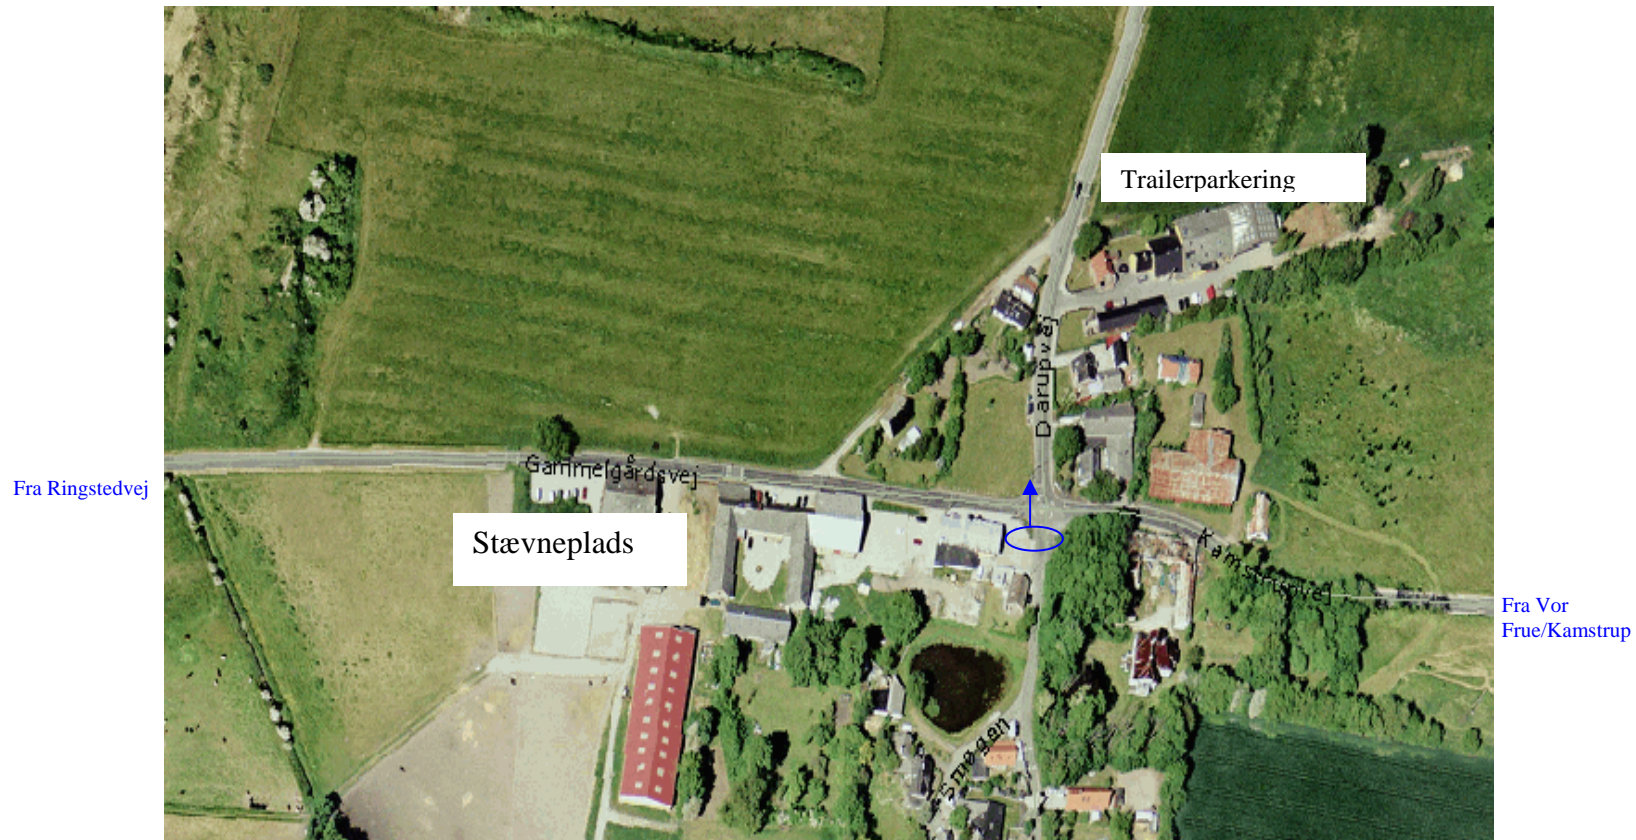 Trailerparkering
Darupvej
Gammelgårdsvej
Fra Ringstedvej
Stævneplads
Kamstrupvej
Fra Vor
Frue/Kamstrup